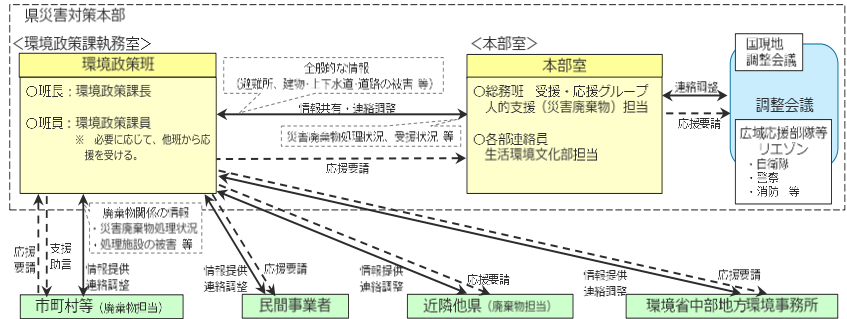 県災害対策本部
＜環境政策課執務室＞
環境政策班
○班長：環境政策課長
○班員：環境政策課員
※　必要に応じて、他班から応
援を受ける。
全般的な情報
（避難所、建物・上下水道・道路の被害 等）
情報共有・連絡調整
災害廃棄物処理状況、受援状況 等
応援要請
＜本部室＞
本部室
○総務班　受援・応援グループ
人的支援（災害廃棄物）担当
○各部連絡員
生活環境文化部担当
連絡調整
応援要請
国現地
調整会議
調整会議
広域応援部隊等
リエゾン
・自衛隊
・警察
・消防　等
廃棄物関係の情報
・災害廃棄物処理状況
・処理施設の被害 等
応援
要請
支援
助言
情報提供
連絡調整
情報提供
連絡調整
応援要請
情報提供
連絡調整
応援要請
情報提供
連絡調整
応援要請
市町村等（廃棄物担当）
民間事業者
近隣他県（廃棄物担当）
環境省中部地方環境事務所